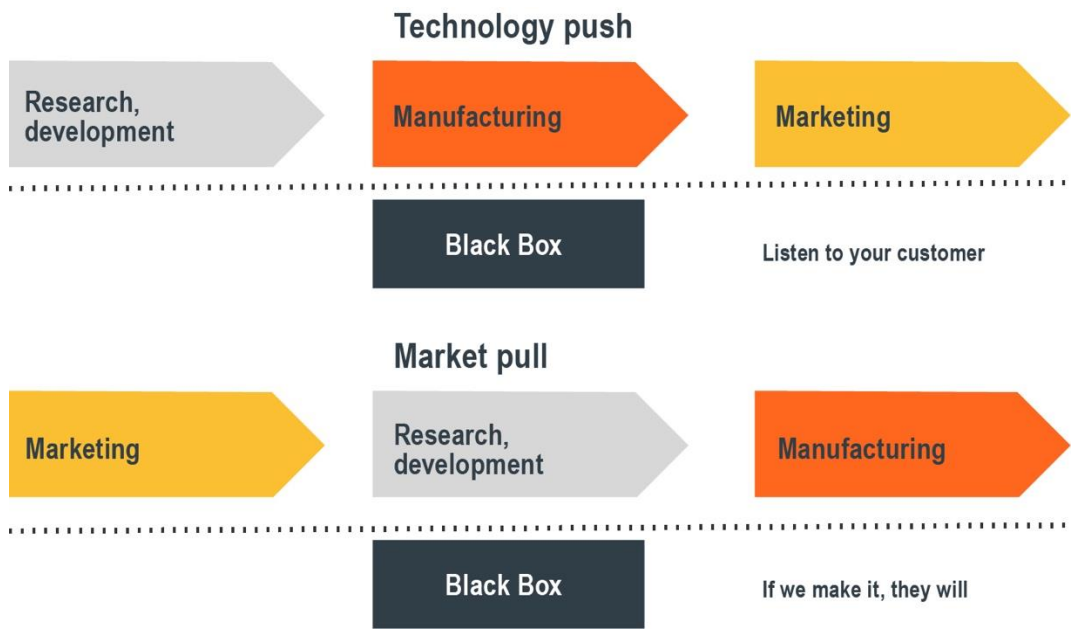 Technology push
Research,
development
Manufacturing
Marketing
Black Box
Listen to your customer
Market pull
Marketing
Research,
development
Manufacturing
Black Box
If we make it, they will